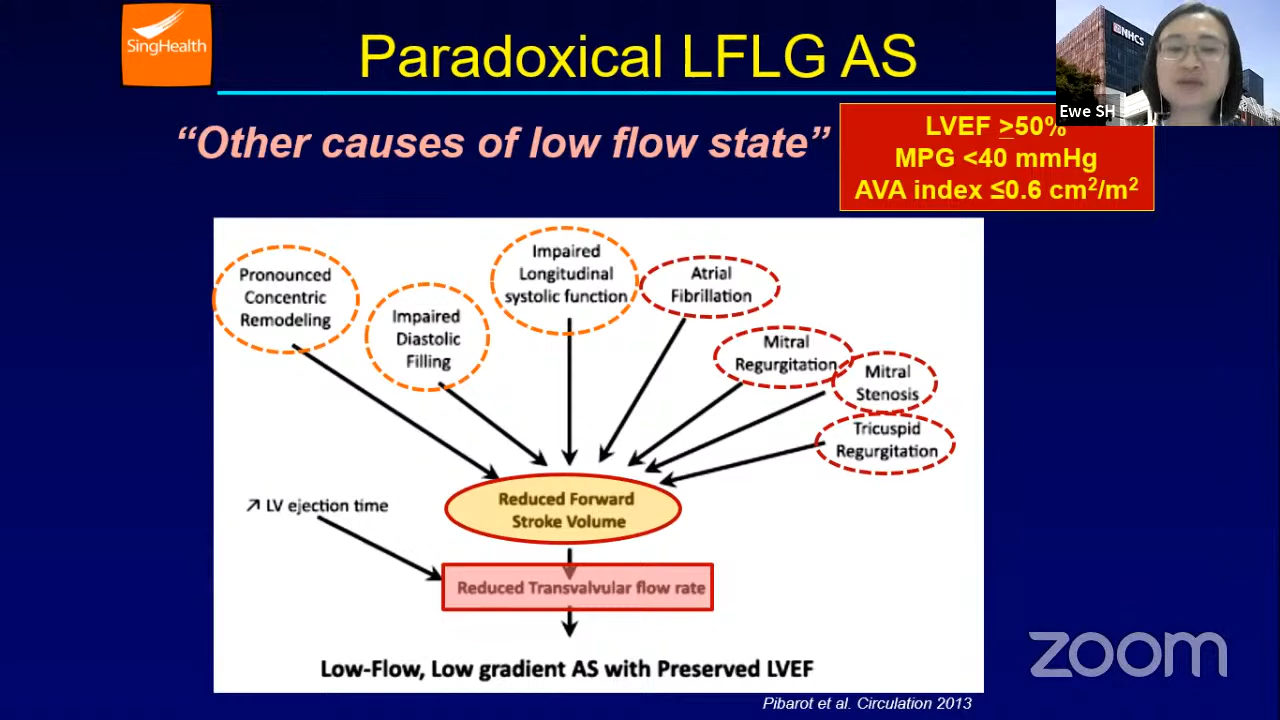 SingHealth
Paradoxical LFLG AS
NHCS
Ewe SH
“Other causes of low flow state”
LVEF ≥50%
MPG <40 mmHg
AVA index ≤0.6 cm²/m²
Pronounced
Concentric
Remodeling
Impaired
Diastolic
Filling
Impaired
Longitudinal
systolic function
Atrial
Fibrillation
Mitral
Regurgitation
Mitral
Stenosis
Tricuspid
Regurgitation
Reduced Forward
Stroke Volume
↗ LV ejection time
Reduced Transvalvular flow rate
Low-Flow, Low gradient AS with Preserved LVEF
zoom
Pibarot et al. Circulation 2013